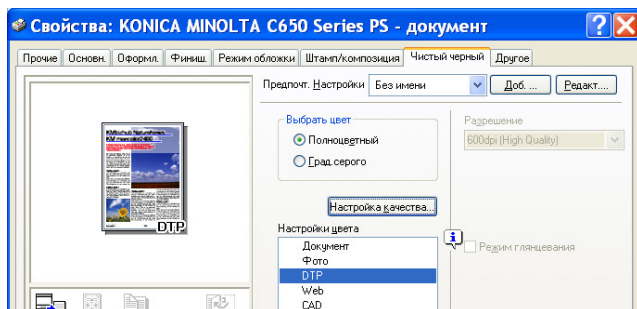 Свойства: KONICA MINOLTA C650 Series PS - документ
Прочие Основн. Оформл. Финиш. Режим обложки Штамп/композиция Чистый черный Другое
Предпочт. Настройки Без имени Доб. ... Редакт....
Выбрать цвет
Полноцветный
Град.серого
Разрешение
600dpi (High Quality)
Настройка качества...
Настройки цвета
Документ
Фото
DTP
Web
CAD
Режим глянцевания
DTP